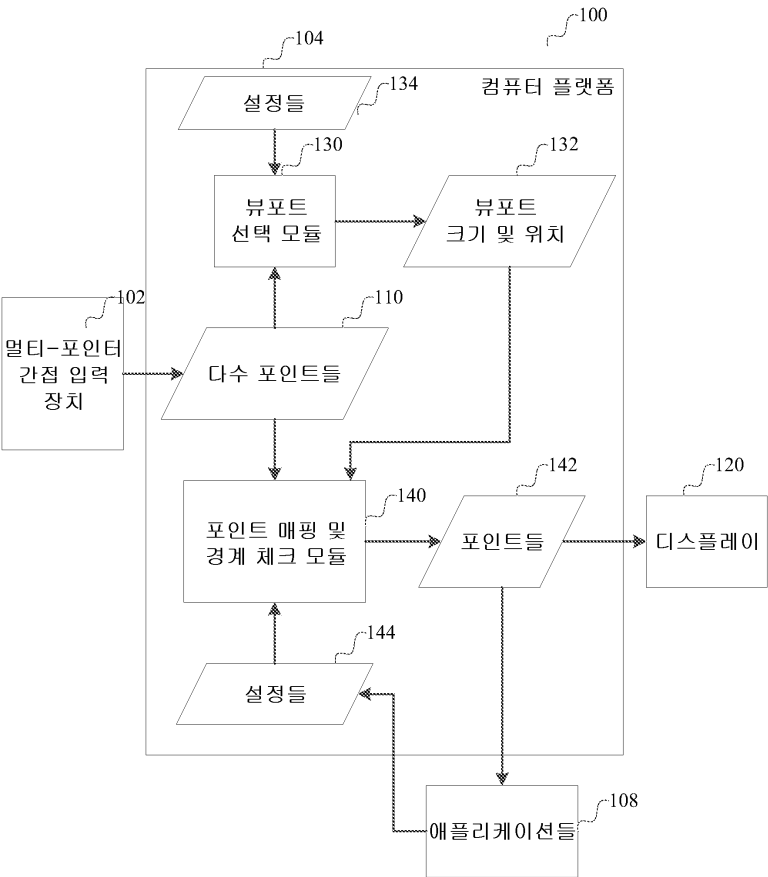 100
104
컴퓨터 플랫폼
설정들
134
130
132
뷰포트
선택 모듈
뷰포트
크기 및 위치
102
110
멀티-포인터
간접 입력
장치
다수 포인트들
142
120
140
포인트 매핑 및
경계 체크 모듈
포인트들
디스플레이
144
설정들
108
애플리케이션들